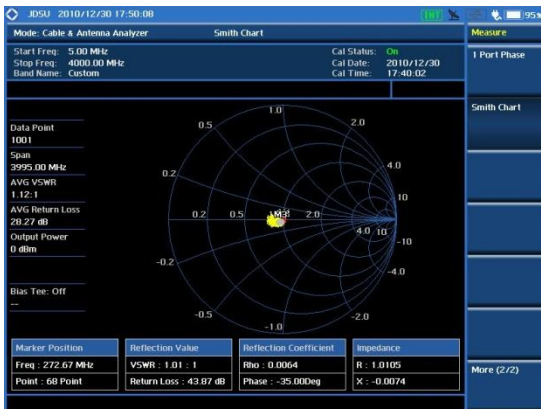 JDSU 2010/12/30 17:50:08
INT
95%
Mode: Cable & Antenna Analyzer Smith Chart
Measure
Start Freq: 5.00 MHz
Stop Freq: 4000.00 MHz
Band Name: Custom
Cal Status: On
Cal Date: 2010/12/30
Cal Time: 17:40:02
1 Port Phase
Smith Chart
Data Point
1001
Span
3995.00 MHz
AVG VSWR
1.12:1
AVG Return Loss
28.27 dB
Output Power
0 dBm
Bias Tee: Off
--
1.0
0.5 2.0
0.2 4.0
10
0.2 0.5 M3 2.0 4.0 10
-10
-0.2 -4.0
-0.5 -2.0
-1.0
Marker Position Reflection Value Reflection Coefficient Impedance
Freq : 272.67 MHz VSWR : 1.01 : 1 Rho : 0.0064 R : 1.0105
Point : 68 Point Return Loss : 43.87 dB Phase : -35.00Deg X : -0.0074
More (2/2)